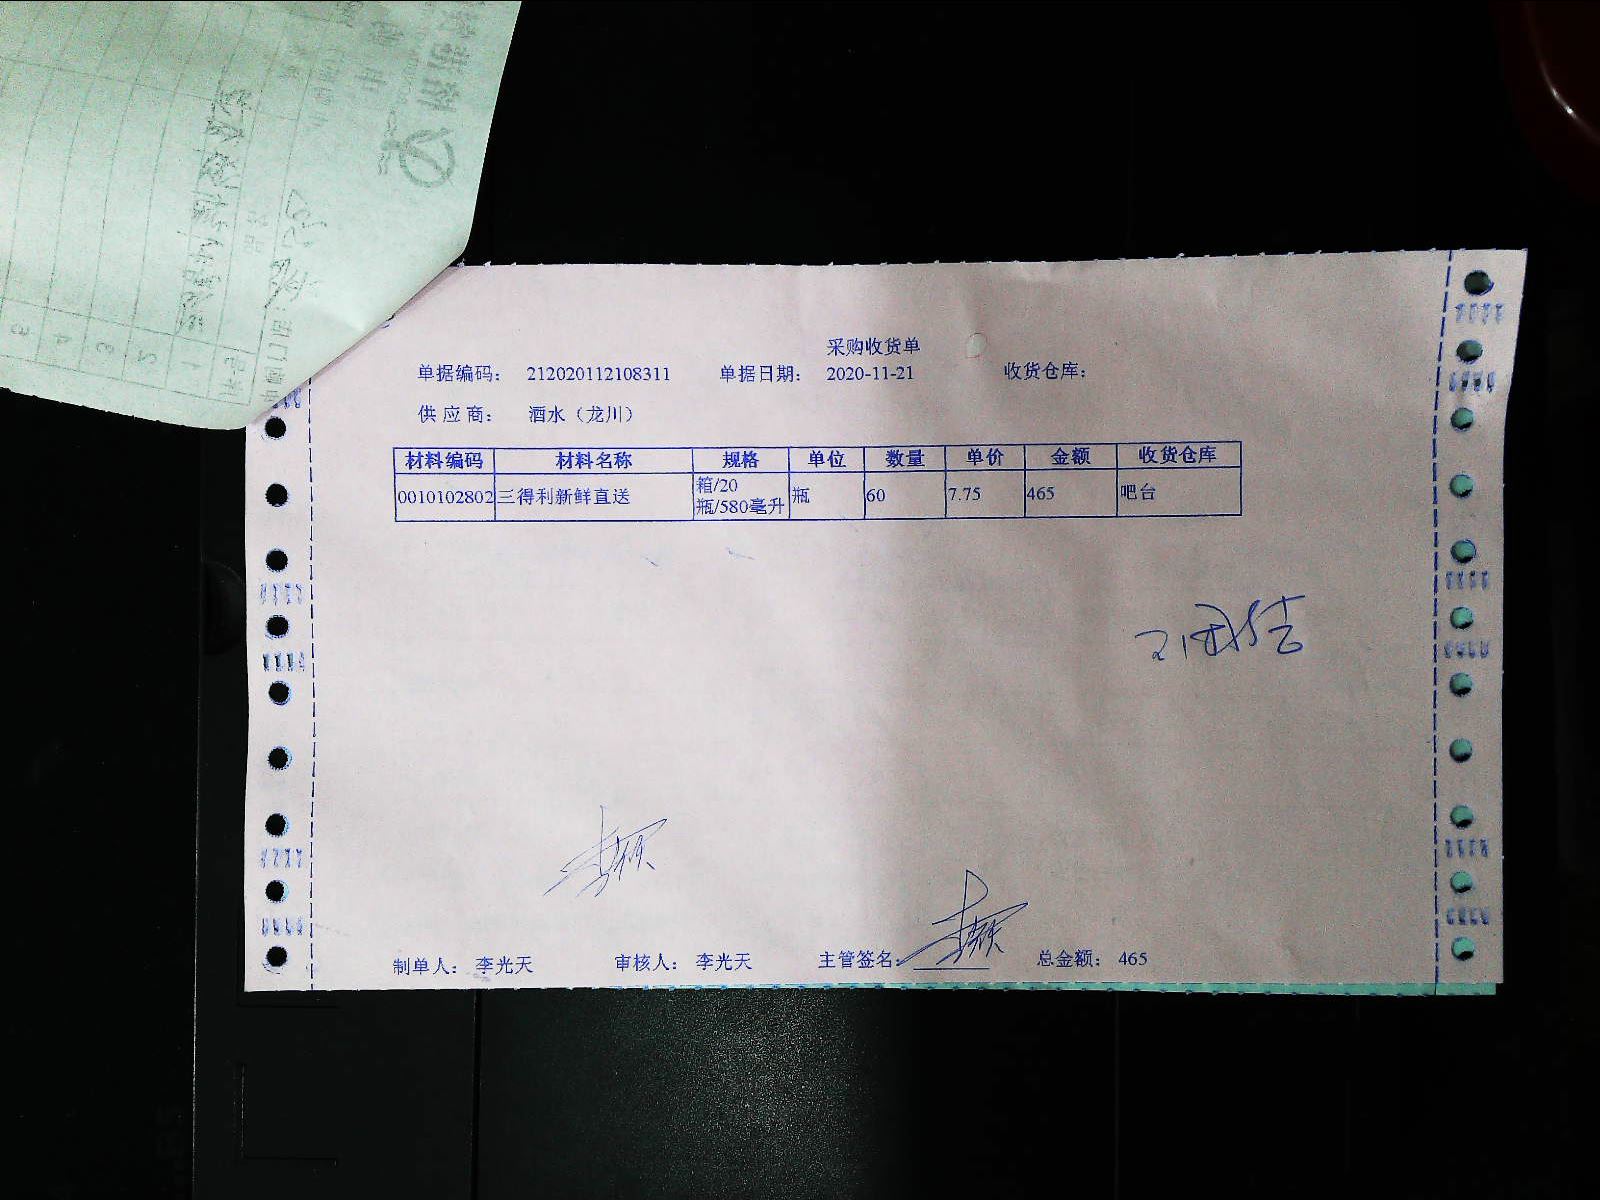 采购收货单
单据编码： 212020112108311 单据日期： 2020-11-21 收货仓库：
供 应 商： 酒水（龙川）
材料编码 材料名称 规格 单位 数量 单价 金额 收货仓库
0010102802 三得利新鲜直送 箱/20瓶/580毫升 瓶 60 7.75 465 吧台
制单人： 李光天 审核人： 李光天 主管签名： 总金额： 465